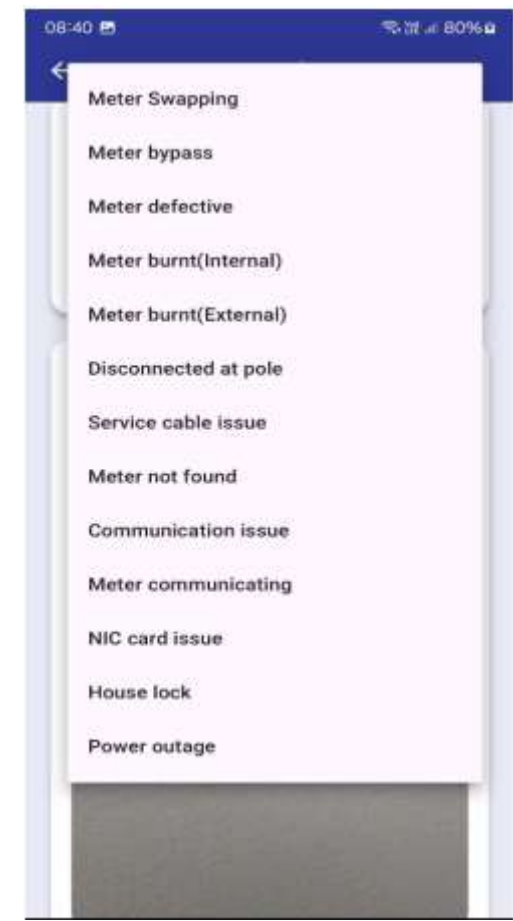 08:40 80%
Meter Swapping
Meter bypass
Meter defective
Meter burnt(Internal)
Meter burnt(External)
Disconnected at pole
Service cable issue
Meter not found
Communication issue
Meter communicating
NIC card issue
House lock
Power outage